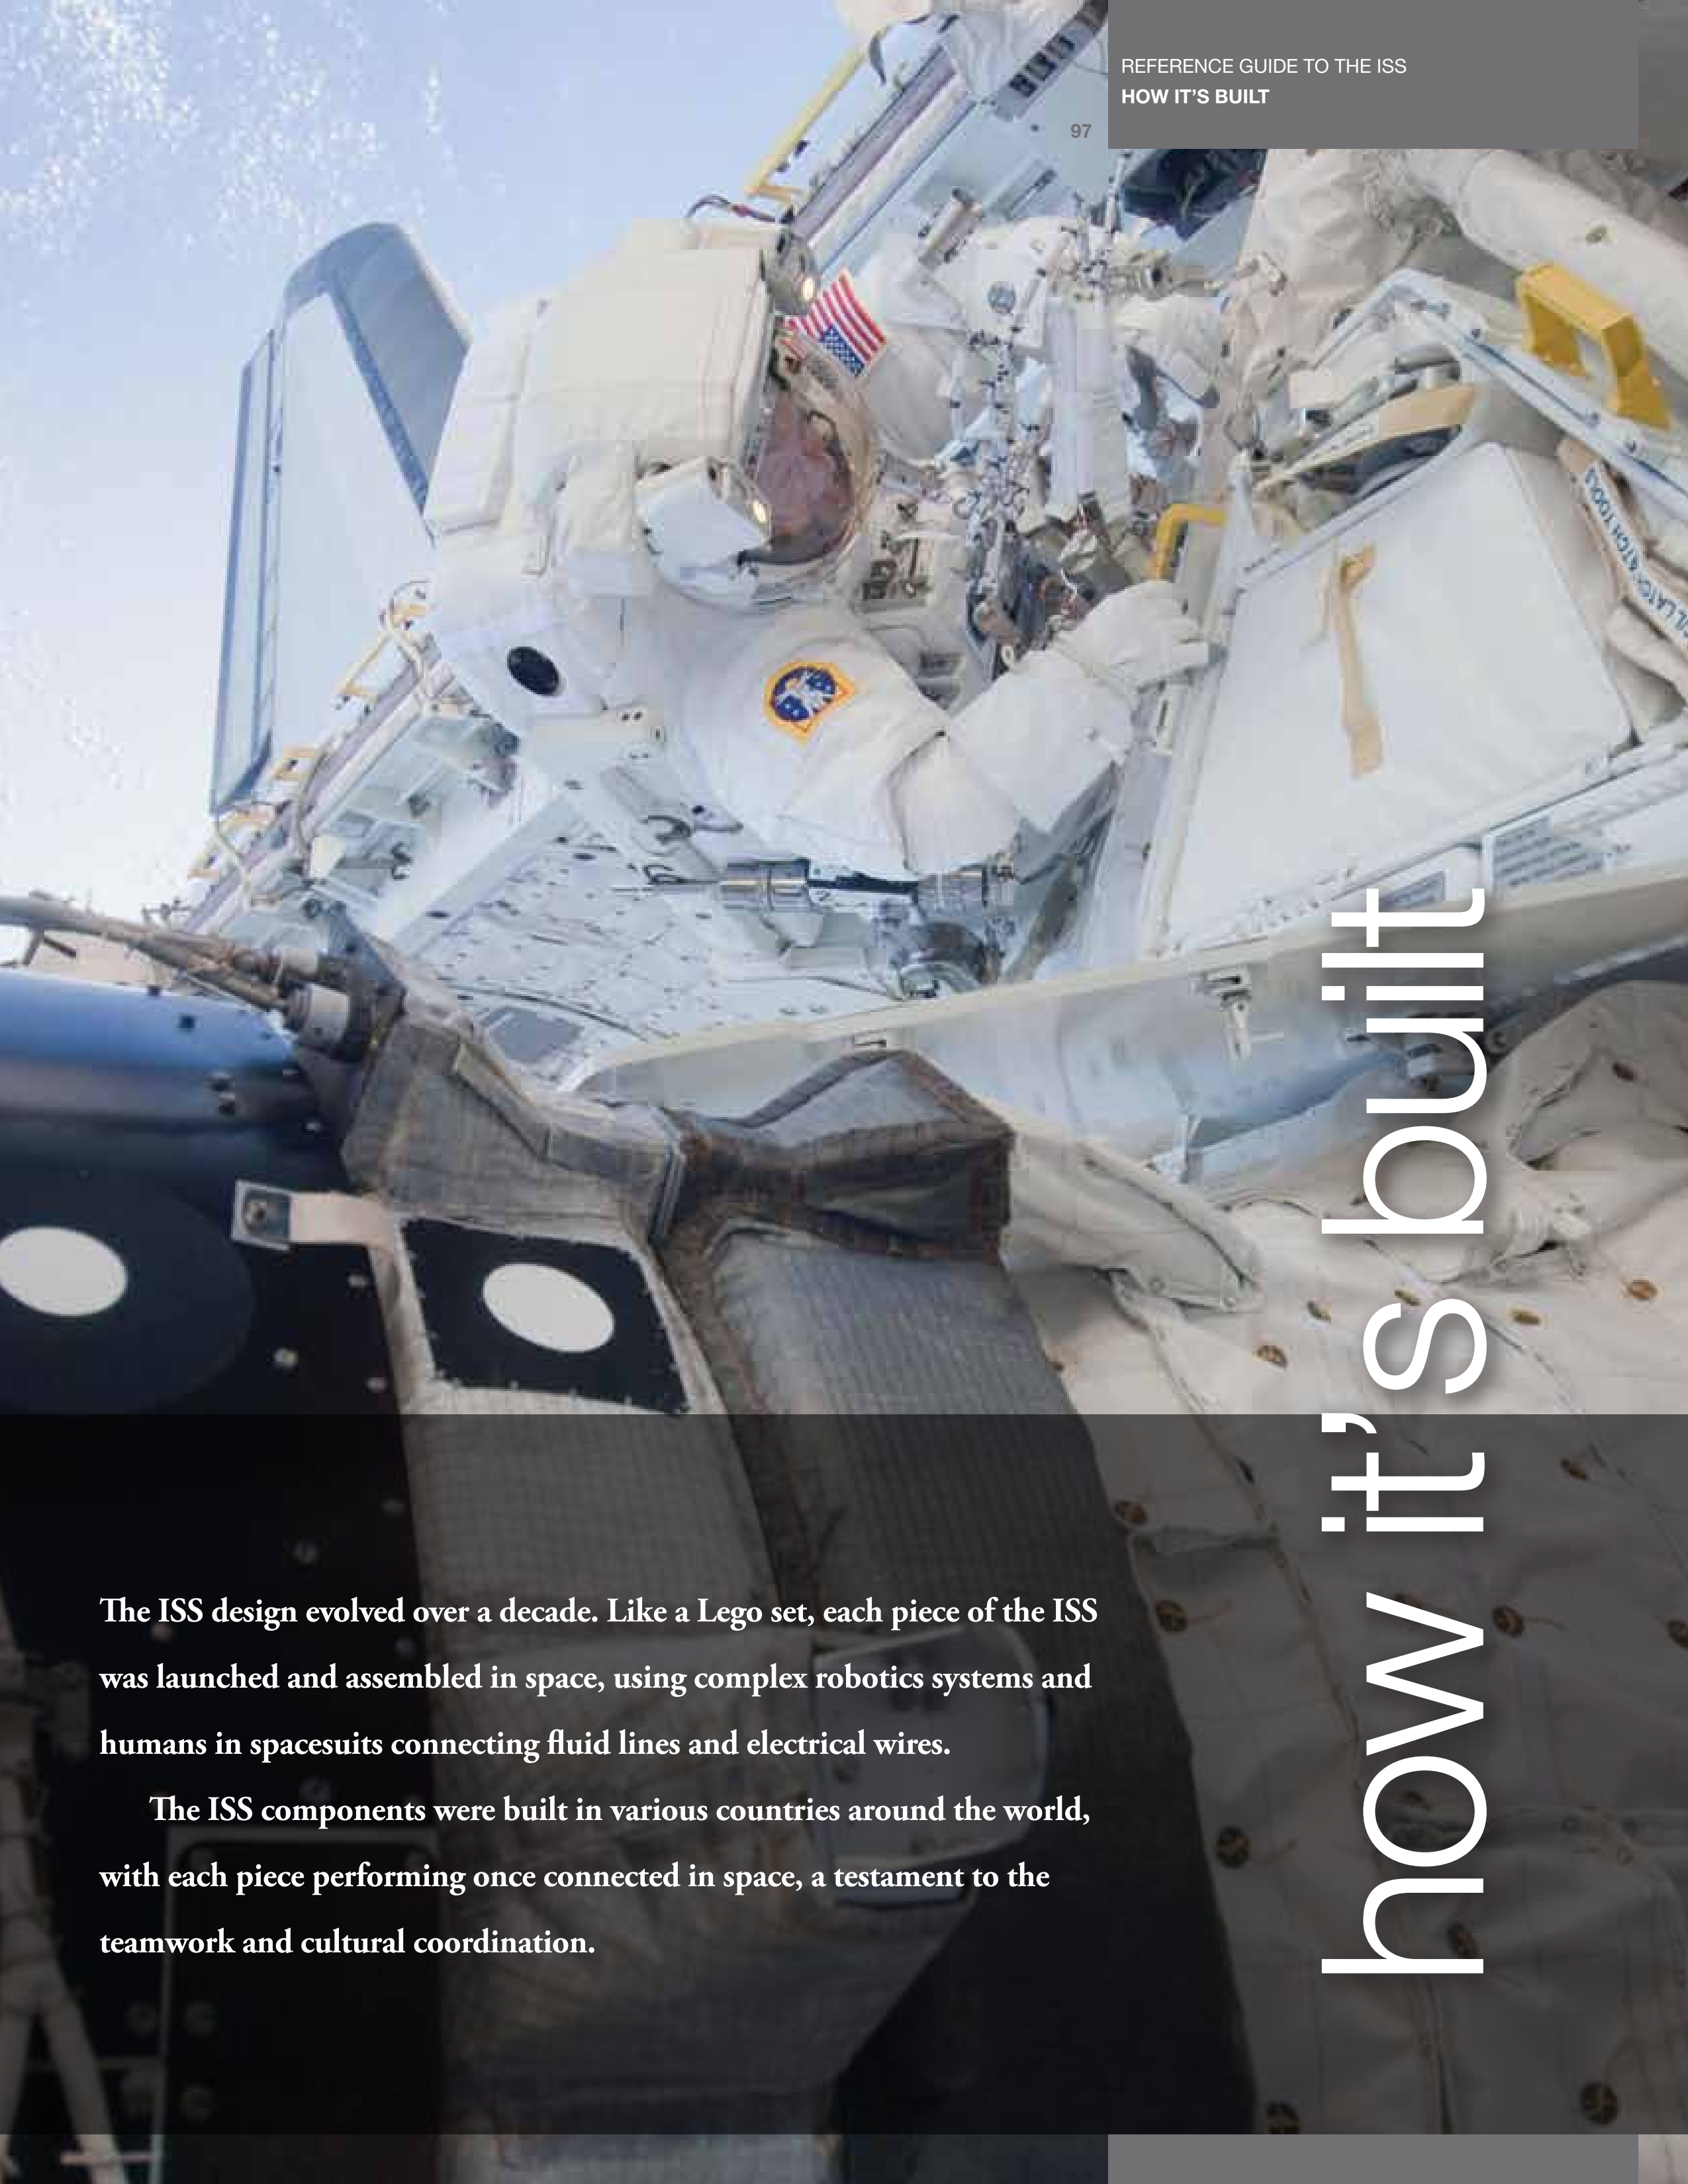 REFERENCE GUIDE TO THE ISS
HOW IT’S BUILT
97
how it’s built
The ISS design evolved over a decade. Like a Lego set, each piece of the ISS
was launched and assembled in space, using complex robotics systems and
humans in spacesuits connecting fluid lines and electrical wires.
The ISS components were built in various countries around the world,
with each piece performing once connected in space, a testament to the
teamwork and cultural coordination.